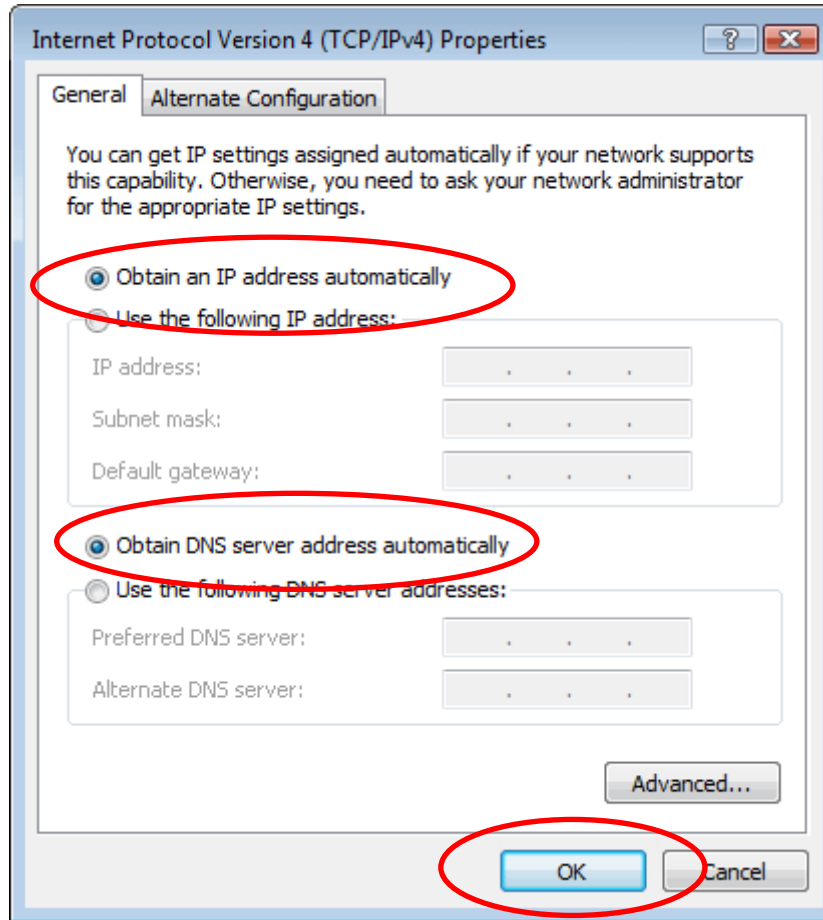 Internet Protocol Version 4 (TCP/IPv4) Properties
General
Alternate Configuration
You can get IP settings assigned automatically if your network supports
this capability. Otherwise, you need to ask your network administrator
for the appropriate IP settings.
Obtain an IP address automatically
Use the following IP address:
IP address:
Subnet mask:
Default gateway:
Obtain DNS server address automatically
Use the following DNS server addresses:
Preferred DNS server:
Alternate DNS server:
Advanced...
OK
Cancel